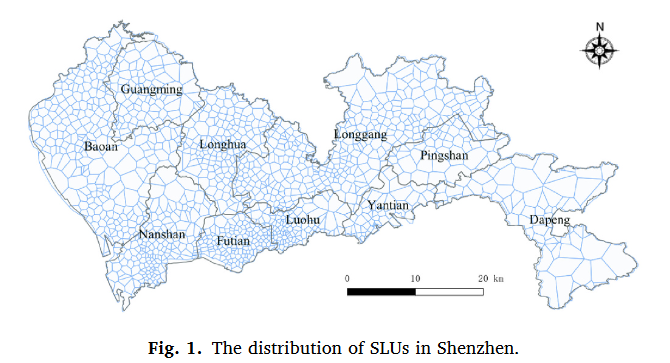 N
Guangming
Baoan
Longhua
Longgang
Pingshan
Yantian
Luohu
Dapeng
Nanshan
Futian
0 10 20 km
Fig. 1. The distribution of SLUs in Shenzhen.